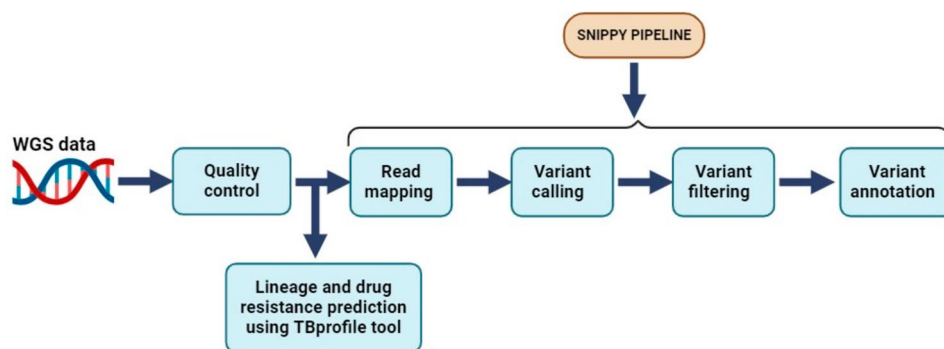 SNIPPY PIPELINE
WGS data
Quality
control
Read
mapping
Variant
calling
Variant
filtering
Variant
annotation
Lineage and drug
resistance prediction
using TBprofile tool